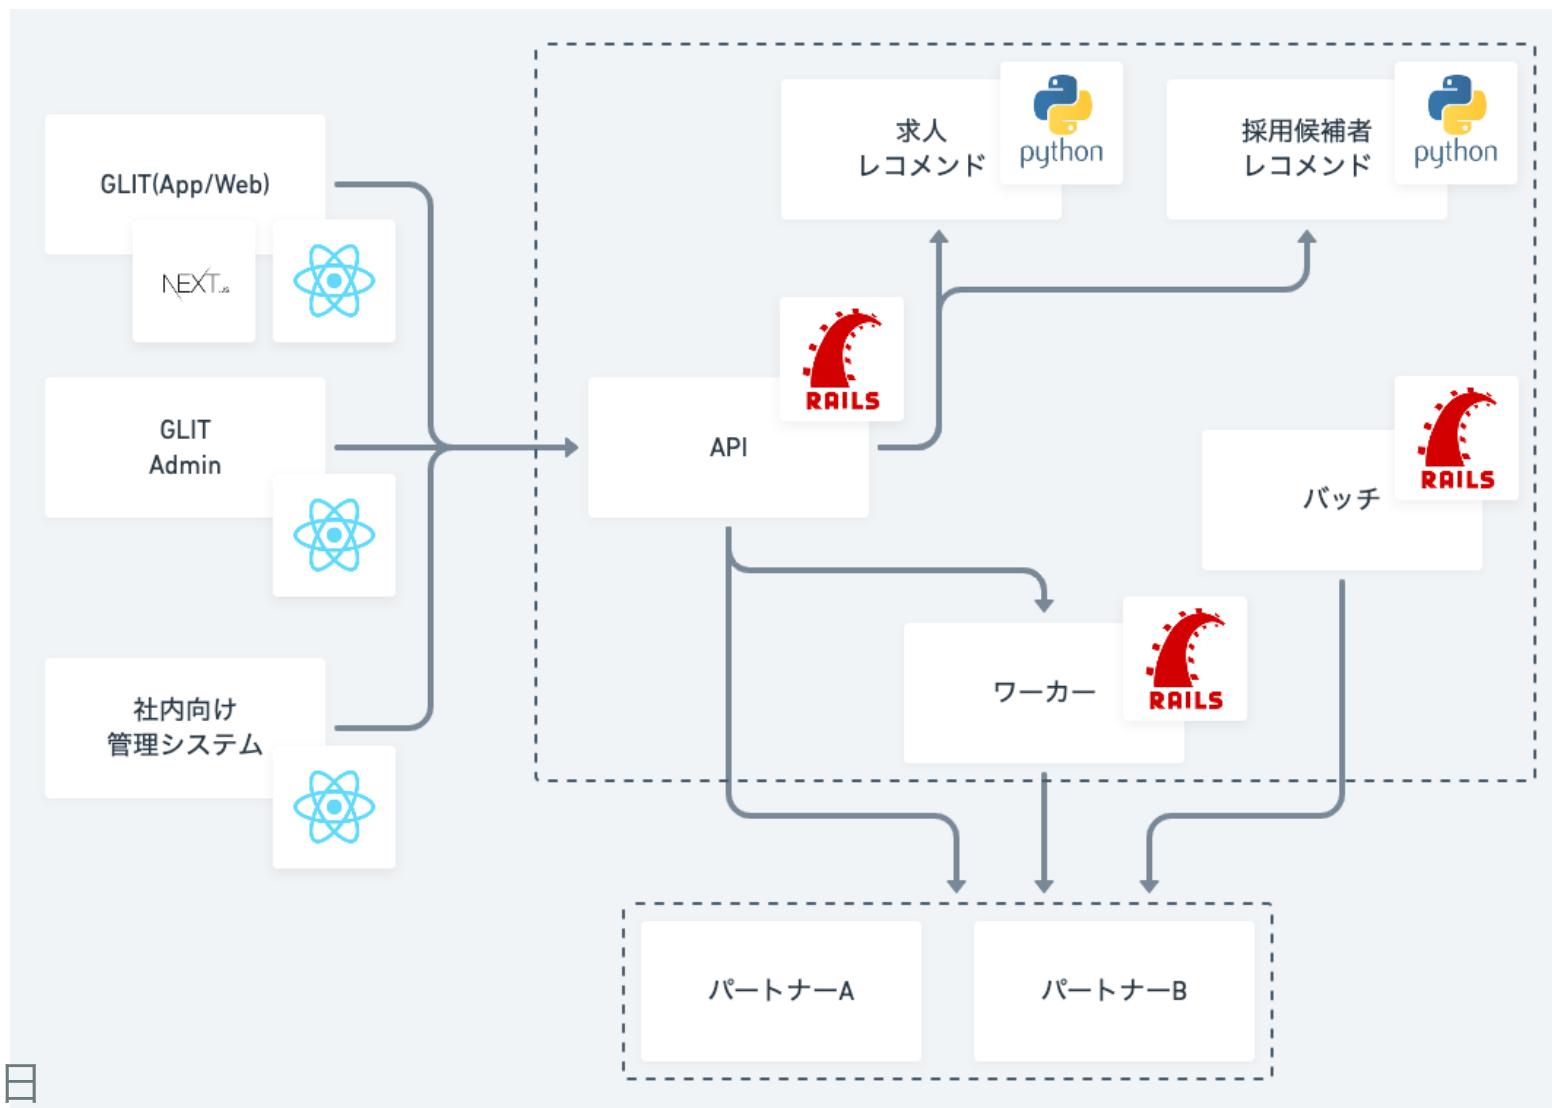 求人
レコメンド
python
採用候補者
レコメンド
python
GLIT(App/Web)
NEXT.JS
RAILS
GLIT
Admin
API
RAILS
バッチ
ワーカー
RAILS
社内向け
管理システム
パートナーA
パートナーB
日